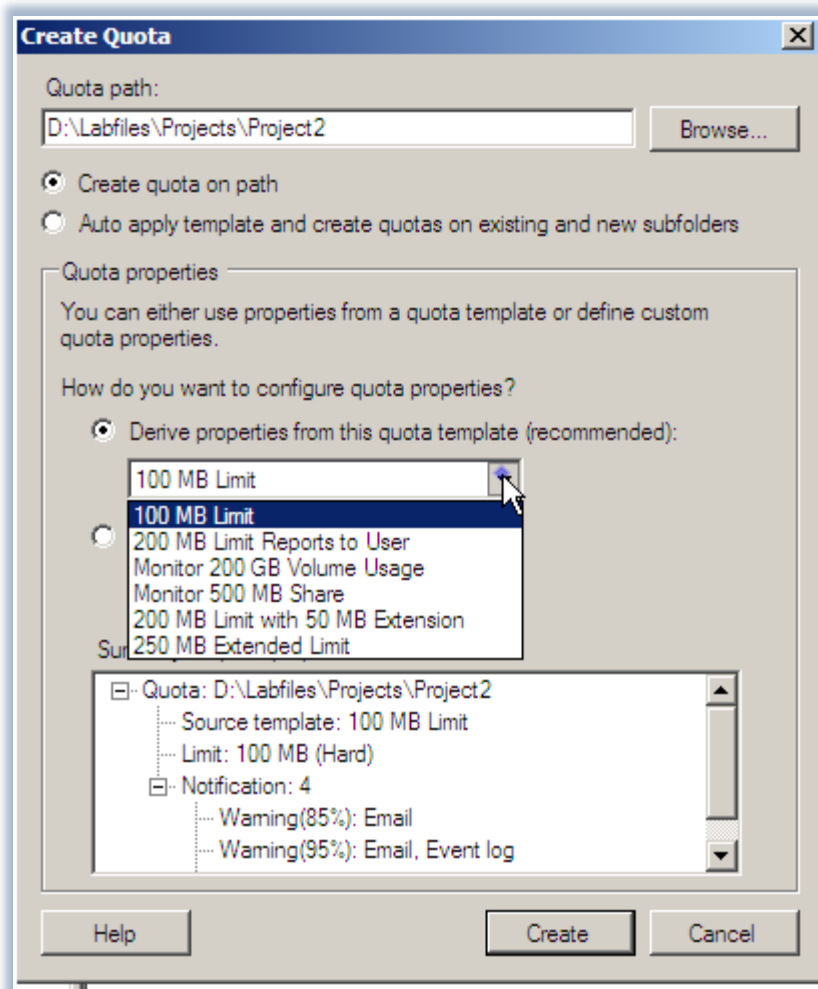 Create Quota
Quota path:
D:\Labfiles\Projects\Project2
Browse...
Create quota on path
Auto apply template and create quotas on existing and new subfolders
Quota properties
You can either use properties from a quota template or define custom
quota properties.
How do you want to configure quota properties?
Derive properties from this quota template (recommended):
100 MB Limit
100 MB Limit
200 MB Limit Reports to User
Monitor 200 GB Volume Usage
Monitor 500 MB Share
200 MB Limit with 50 MB Extension
250 MB Extended Limit
Quota: D:\Labfiles\Projects\Project2
Source template: 100 MB Limit
Limit: 100 MB (Hard)
Notification: 4
Warning(85%): Email
Warning(95%): Email, Event log
Help
Create
Cancel